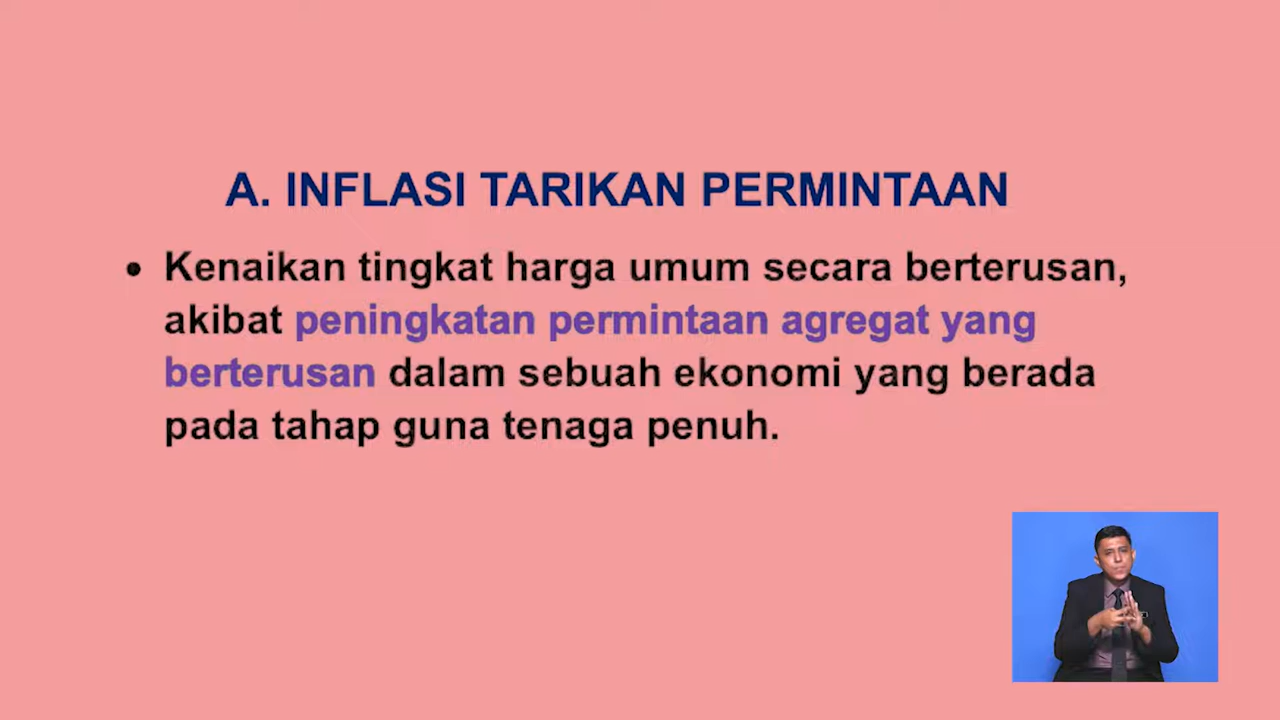 A. INFLASI TARIKAN PERMINTAAN
• Kenaikan tingkat harga umum secara berterusan,
akibat peningkatan permintaan agregat yang
berterusan dalam sebuah ekonomi yang berada
pada tahap guna tenaga penuh.